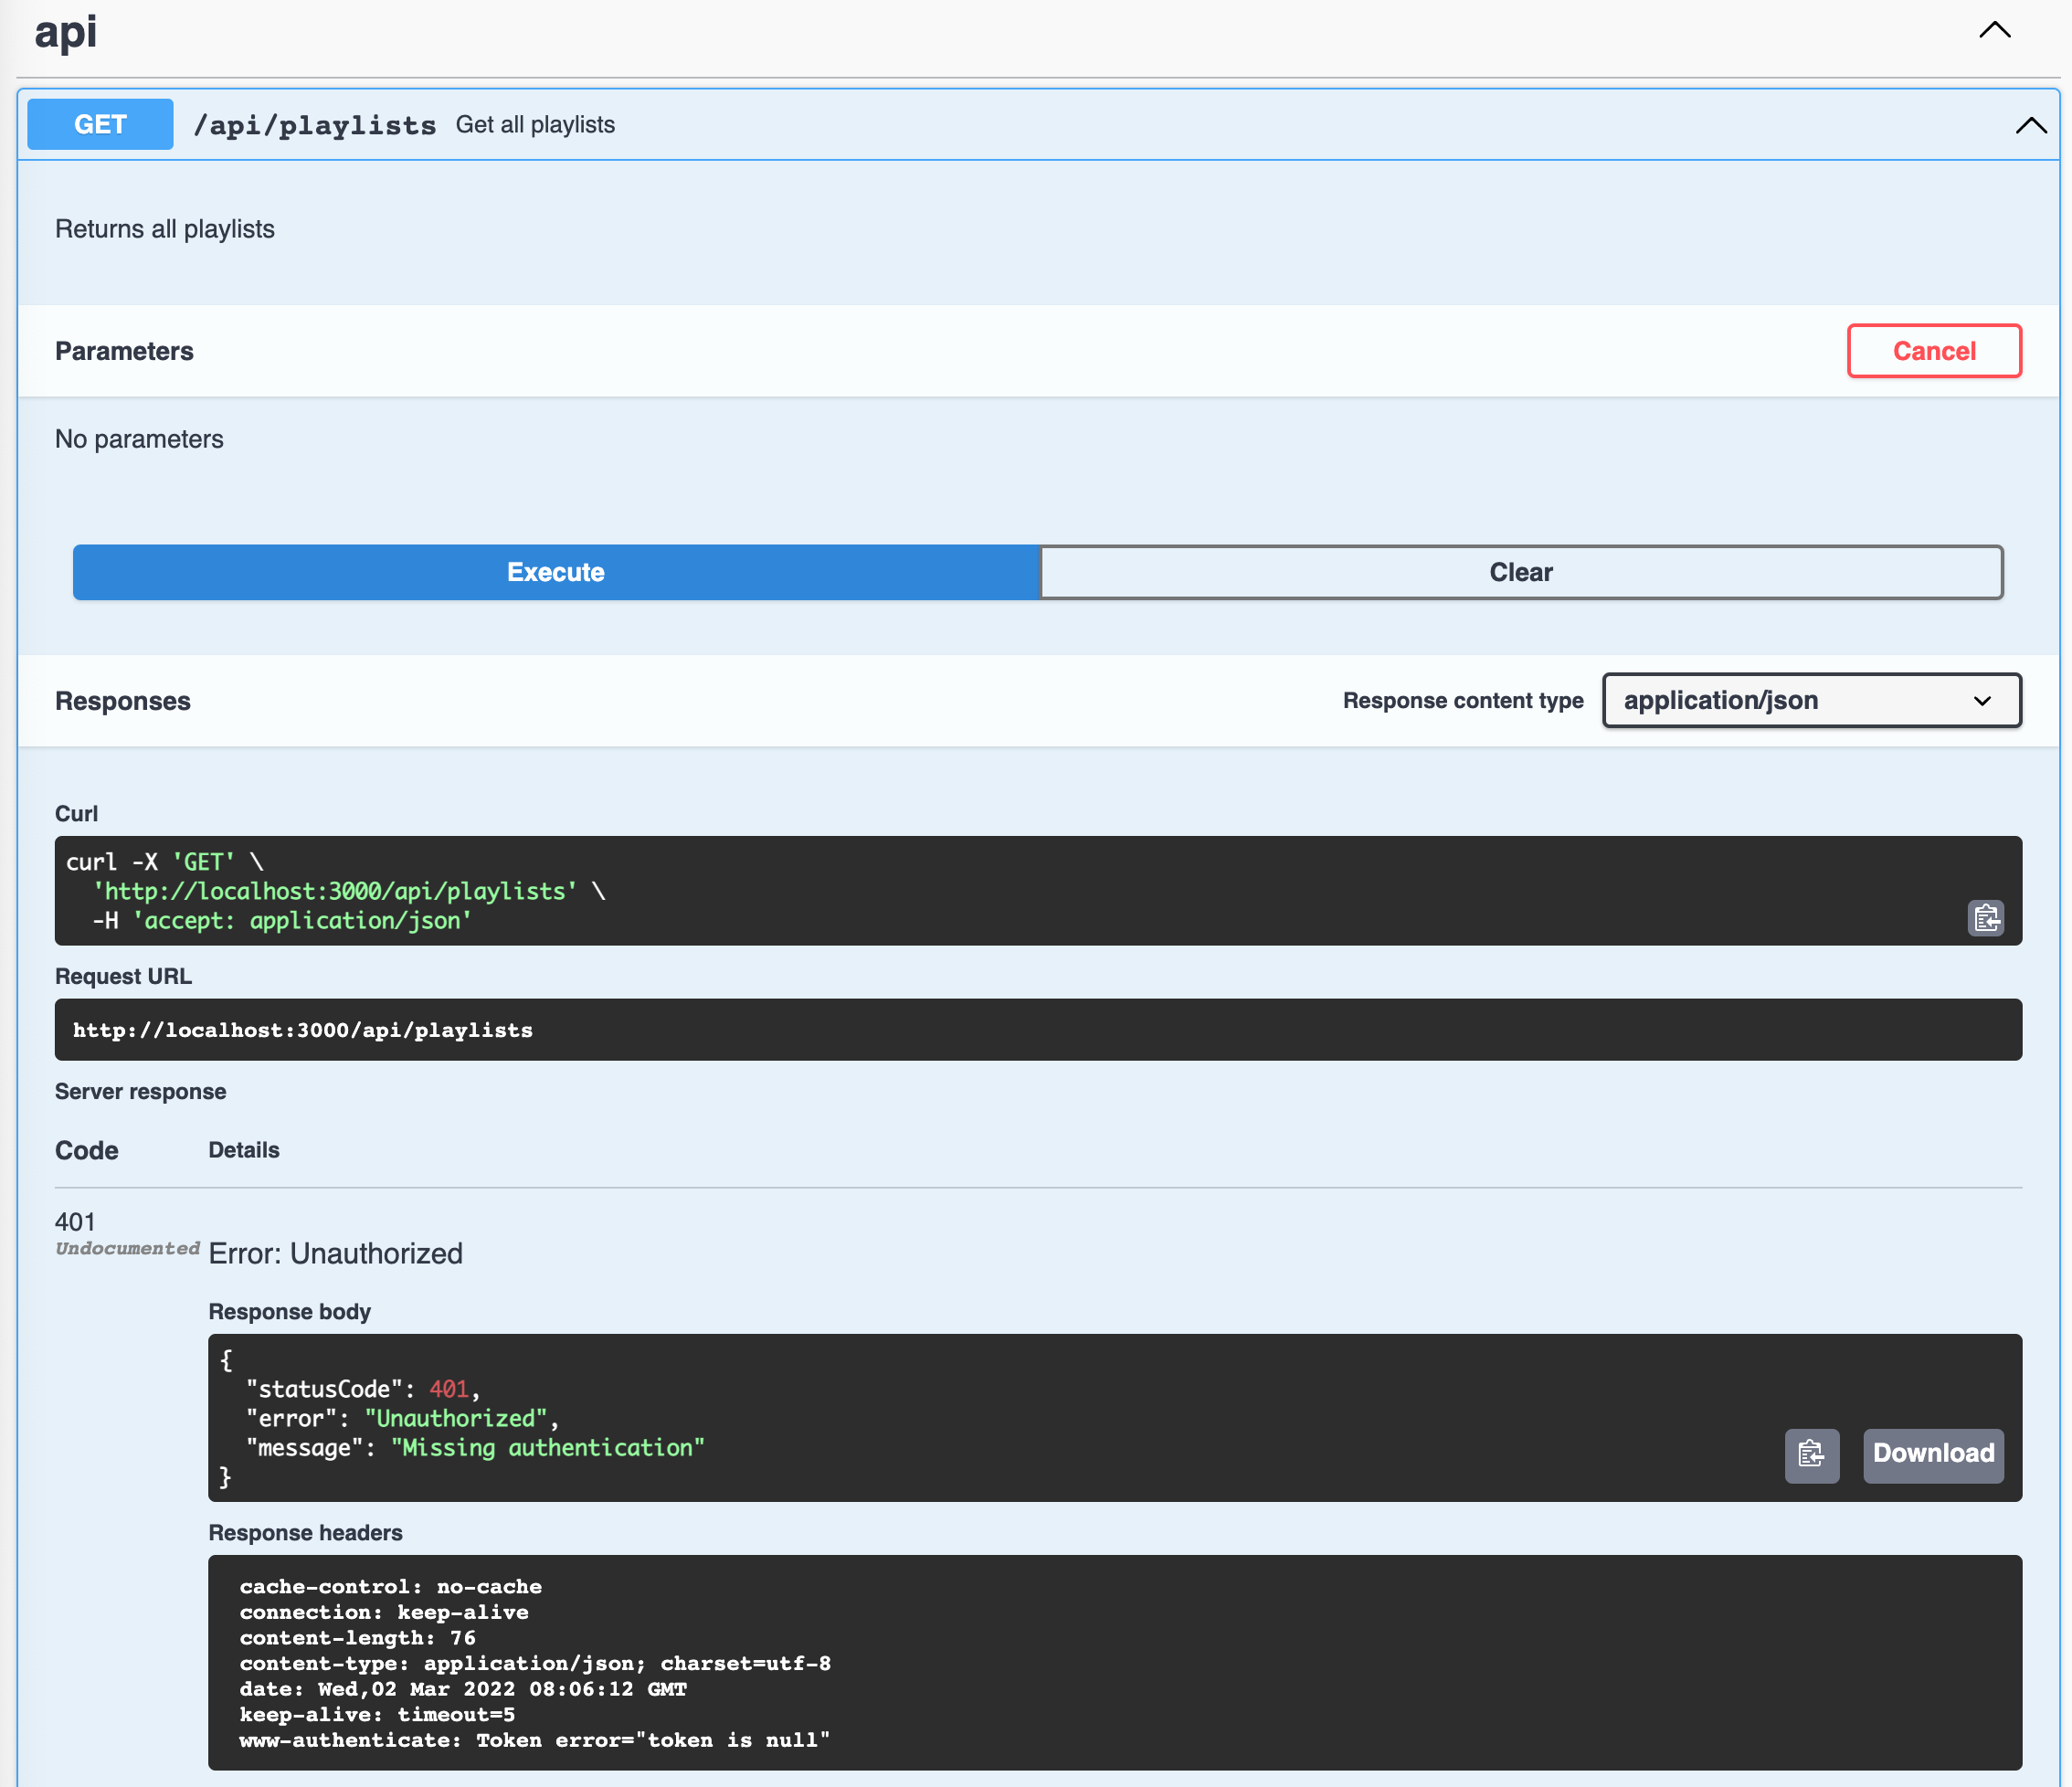 api
GET /api/playlists Get all playlists
Returns all playlists
Parameters
Cancel
No parameters
Execute
Clear
Responses
Response content type
application/json
Curl
curl -X 'GET' \
'http://localhost:3000/api/playlists' \
-H 'accept: application/json'
Request URL
http://localhost:3000/api/playlists
Server response
Code
Details
401
Undocumented
Error: Unauthorized
Response body
{
"statusCode": 401,
"error": "Unauthorized",
"message": "Missing authentication"
}
Download
Response headers
cache-control: no-cache
connection: keep-alive
content-length: 76
content-type: application/json; charset=utf-8
date: Wed,02 Mar 2022 08:06:12 GMT
keep-alive: timeout=5
www-authenticate: Token error="token is null"